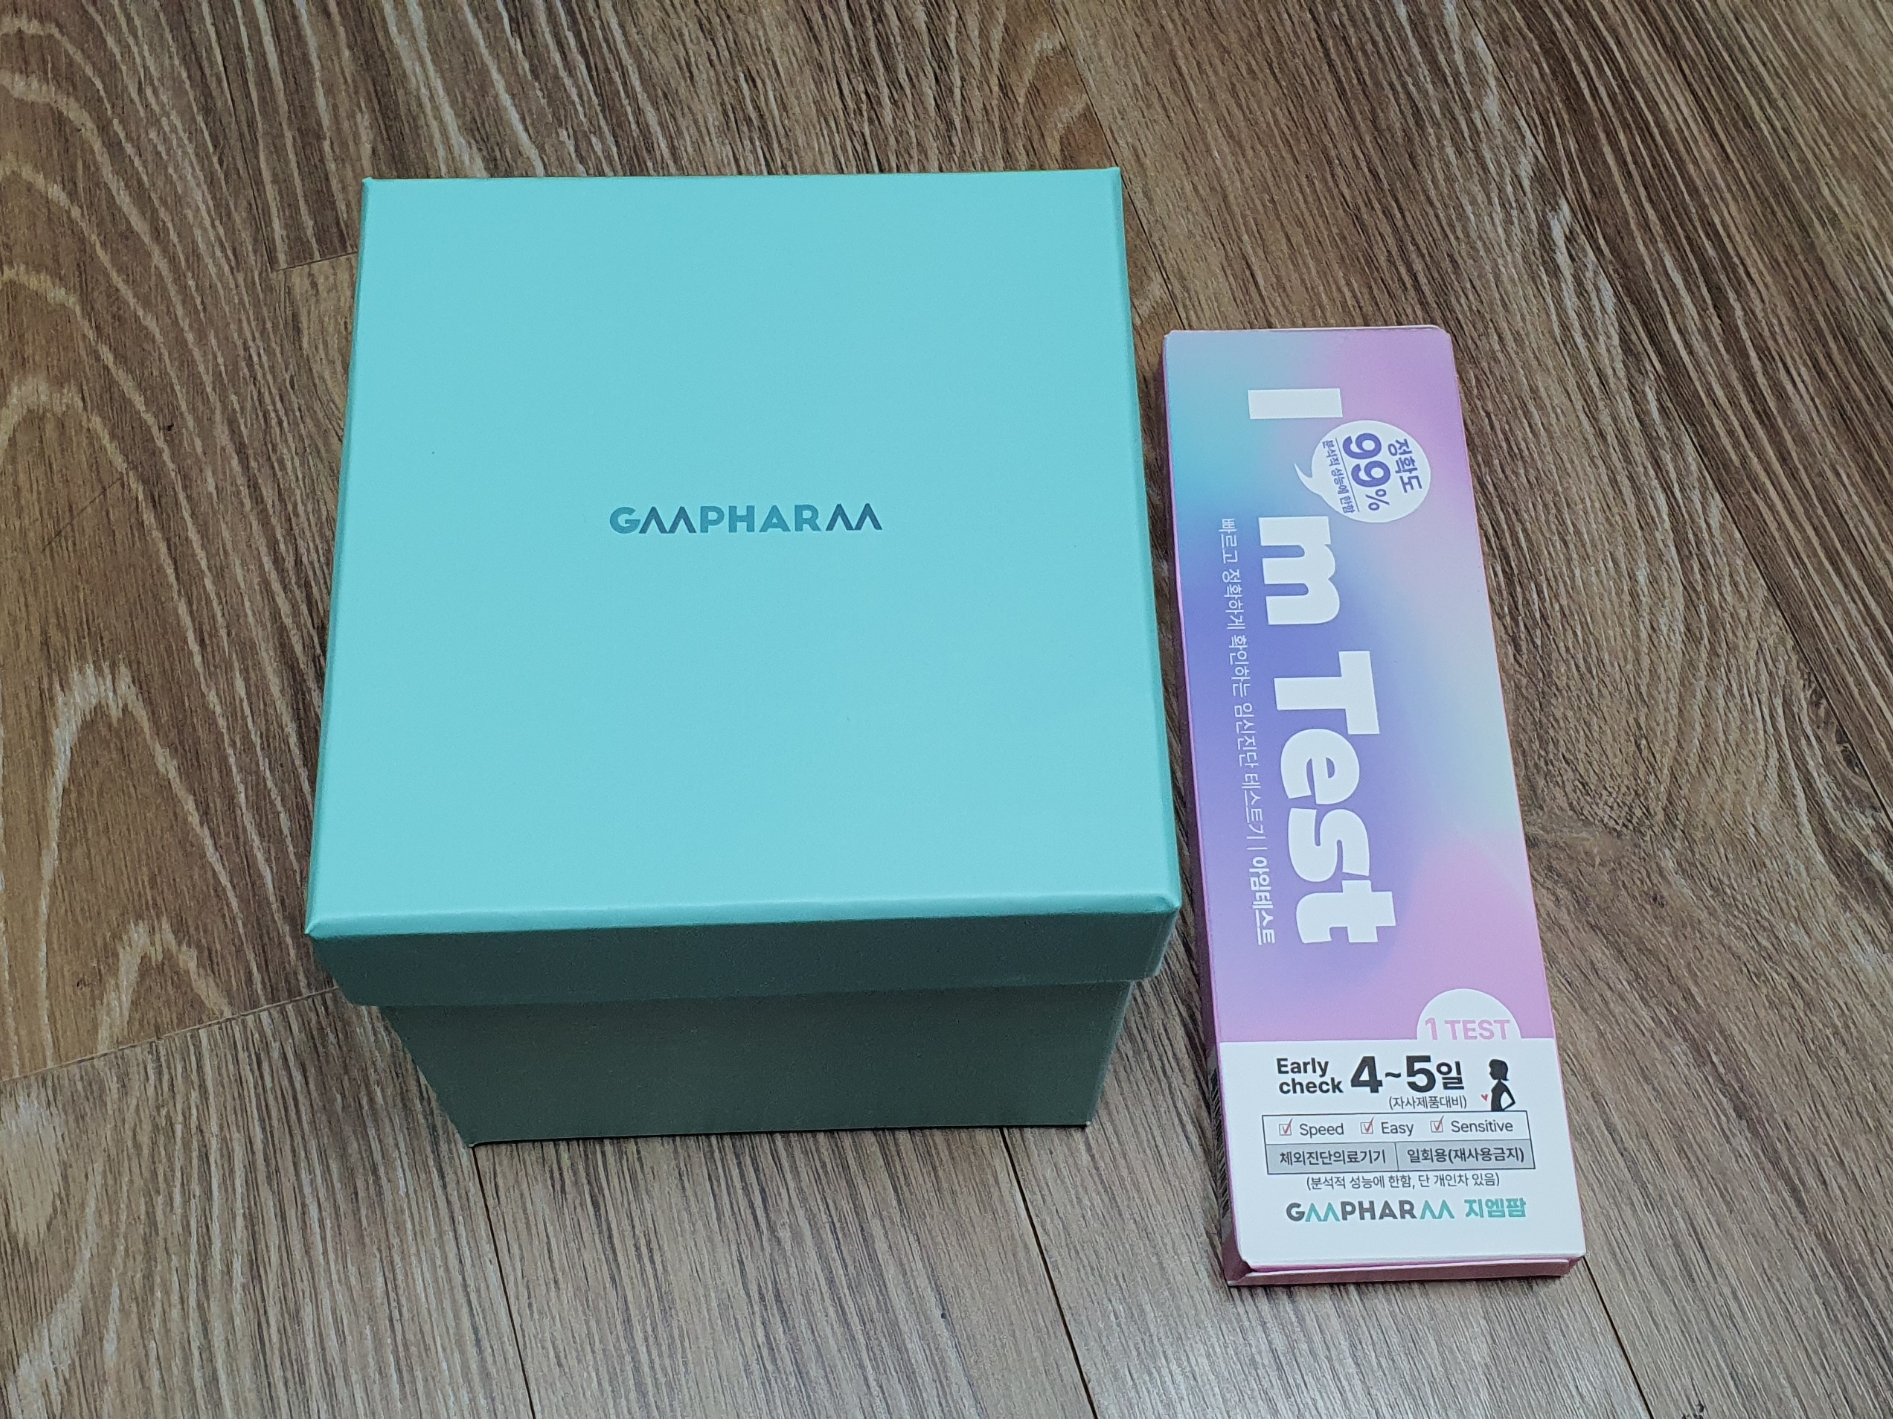 GMPHARM
I m Test
정확도
99%
분석적 성능에 한함
빠르고 정확하게 확인하는 임신진단 테스트기 | 아임테스트
1 TEST
Early check 4~5일
(자사제품대비)
Speed Easy Sensitive
체외진단의료기기 일회용(재사용금지)
(분석적 성능에 한함, 단 개인차 있음)
GMPHARM 지엠팜